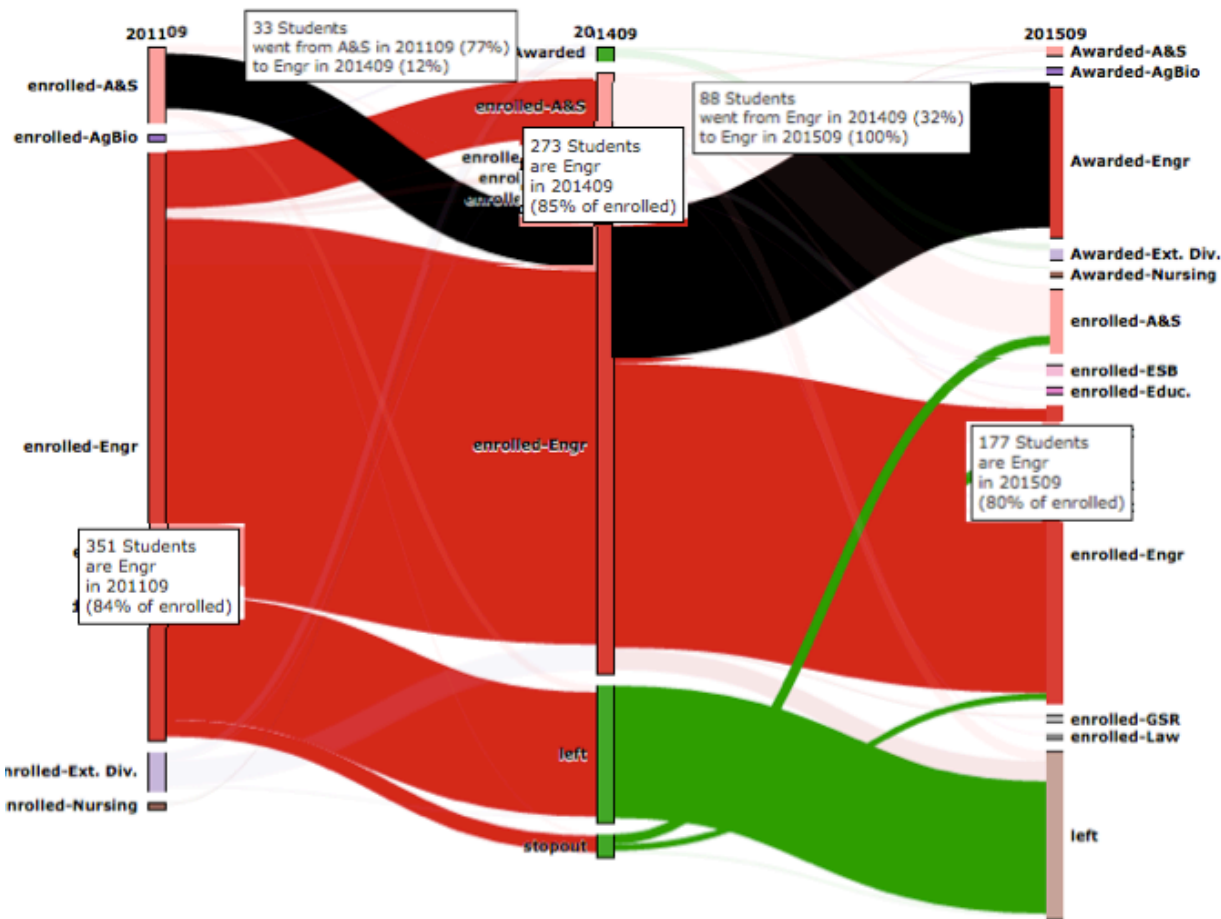 201109
33 Students
went from A&S in 201109 (77%)
to Engr in 201409 (12%)
201409
201509
enrolled-A&S
enrolled-AgBio
Awarded
enrolled-A&S
273 Students
are Engr
in 201409
(85% of enrolled)
88 Students
went from Engr in 201409 (32%)
to Engr in 201509 (100%)
Awarded-A&S
Awarded-AgBio
Awarded-Engr
Awarded-Ext. Div.
Awarded-Nursing
enrolled-A&S
enrolled-ESB
enrolled-Educ.
enrolled-Engr
enrolled-Engr
177 Students
are Engr
in 201509
(80% of enrolled)
enrolled-Engr
351 Students
are Engr
in 201109
(84% of enrolled)
enrolled-GSR
enrolled-Law
nrolled-Ext. Div.
nrolled-Nursing
left
stopout
left